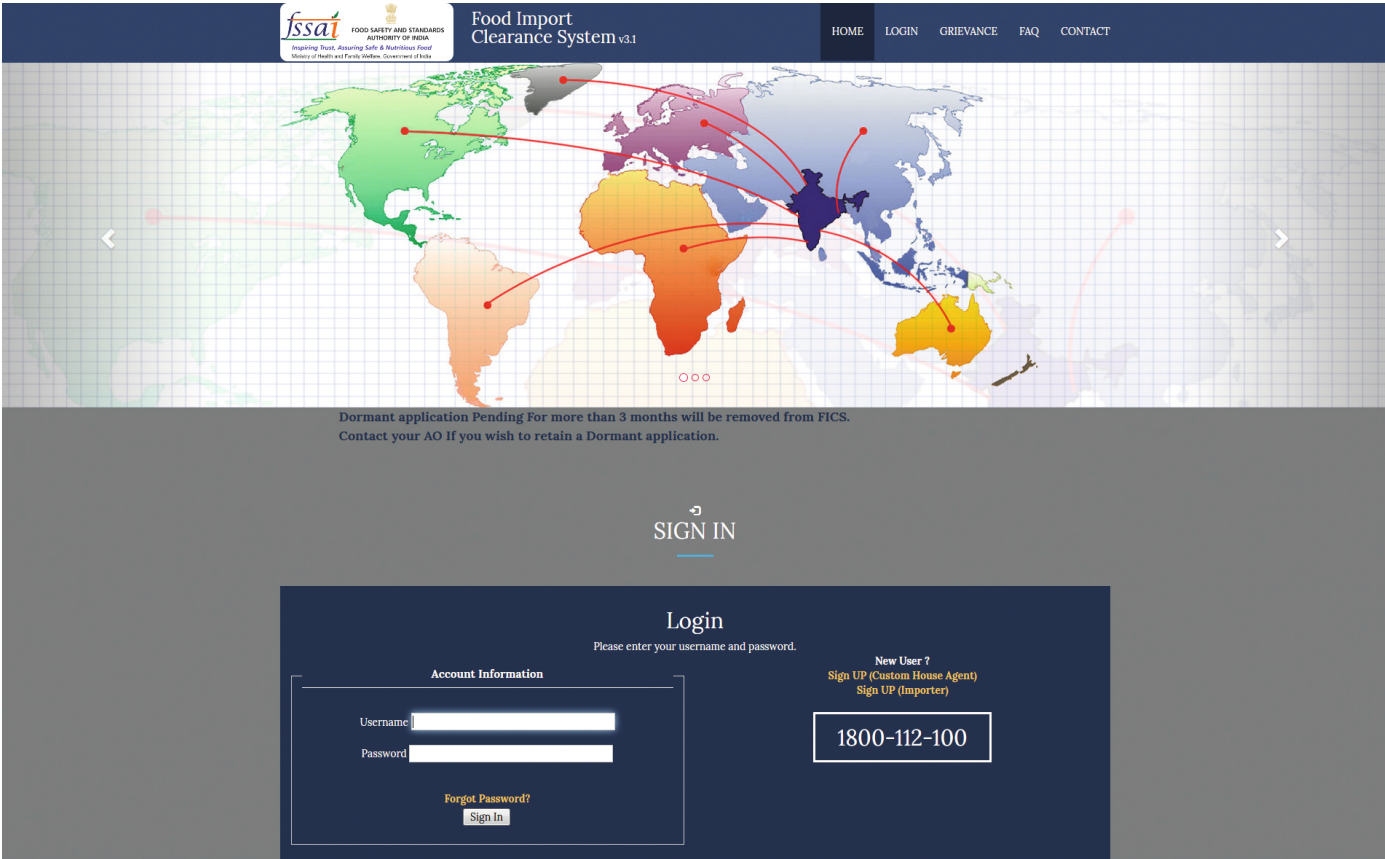 fssai
FOOD SAFETY AND STANDARDS
AUTHORITY OF INDIA
Inspiring Trust, Assuring Safe & Nutritious Food
Ministry of Health and Family Welfare, Government of India
Food Import
Clearance System v3.1
HOME LOGIN GRIEVANCE FAQ CONTACT
Dormant application Pending For more than 3 months will be removed from FICS.
Contact your AO If you wish to retain a Dormant application.
SIGN IN
Login
Please enter your username and password.
Account Information
Username
Password
Forgot Password?
Sign In
New User ?
Sign UP (Custom House Agent)
Sign UP (Importer)
1800-112-100